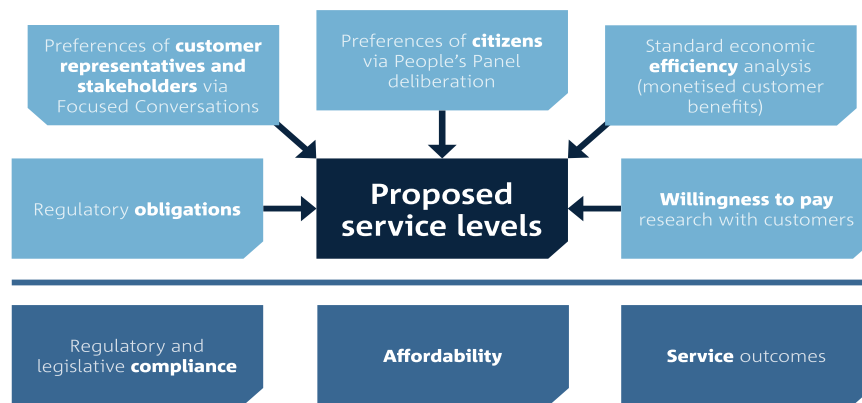 Preferences of customer
representatives and
stakeholders via
Focused Conversations
Preferences of citizens
via People's Panel
deliberation
Standard economic
efficiency analysis
(monetised customer
benefits)
Regulatory obligations
Proposed
service levels
Willingness to pay
research with customers
Regulatory and
legislative compliance
Affordability
Service outcomes